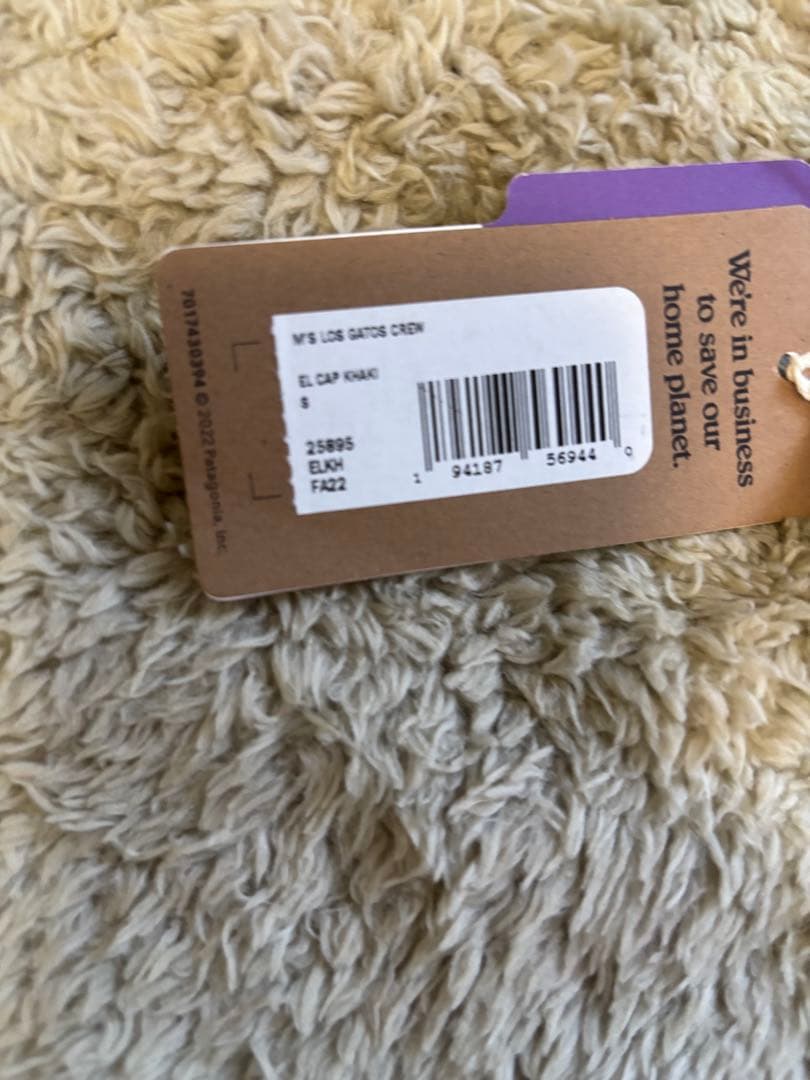 M'S LOS GATOS CREW
EL CAP KHAKI
S
25895
ELKH
FA22
1 94187 56944 0
We're in business
to save our
home planet.
7017430394 © 2022 Patagonia, Inc.